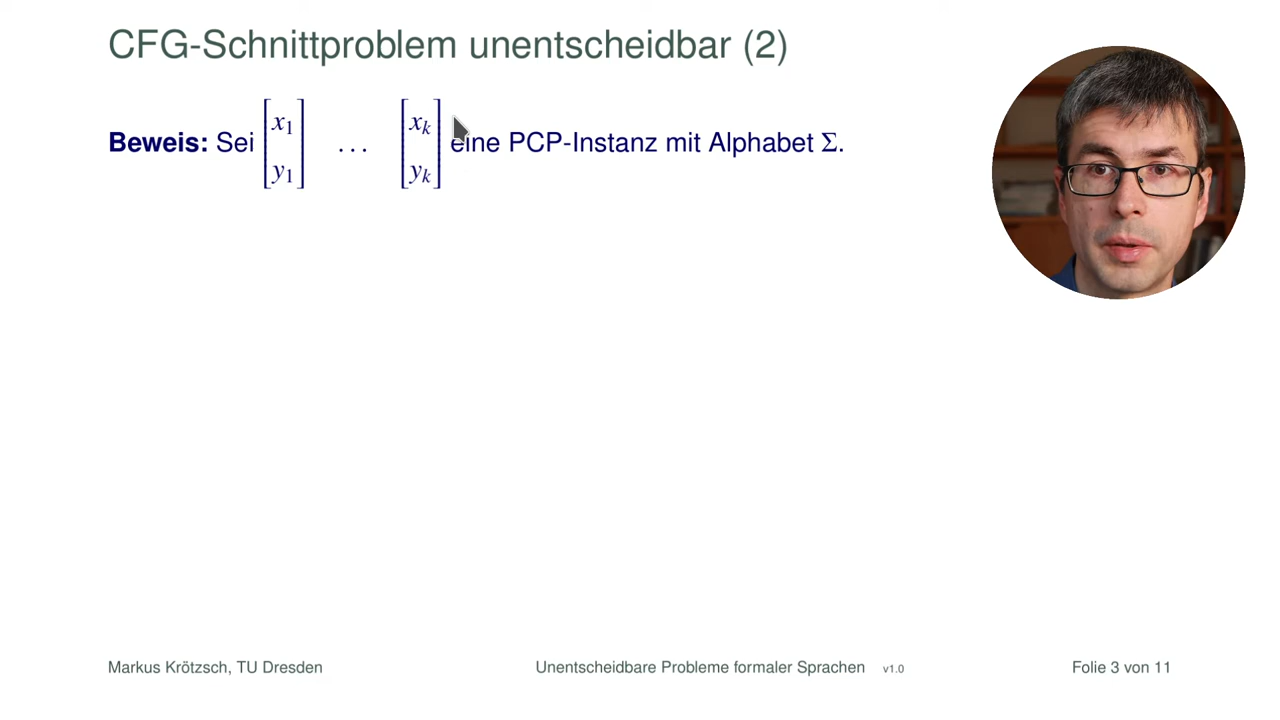 CFG-Schnittproblem unentscheidbar (2)
Beweis: Sei [x₁ y₁] ... [xₖ yₖ] eine PCP-Instanz mit Alphabet Σ.
Markus Krötzsch, TU Dresden Unentscheidbare Probleme formaler Sprachen v1.0 Folie 3 von 11